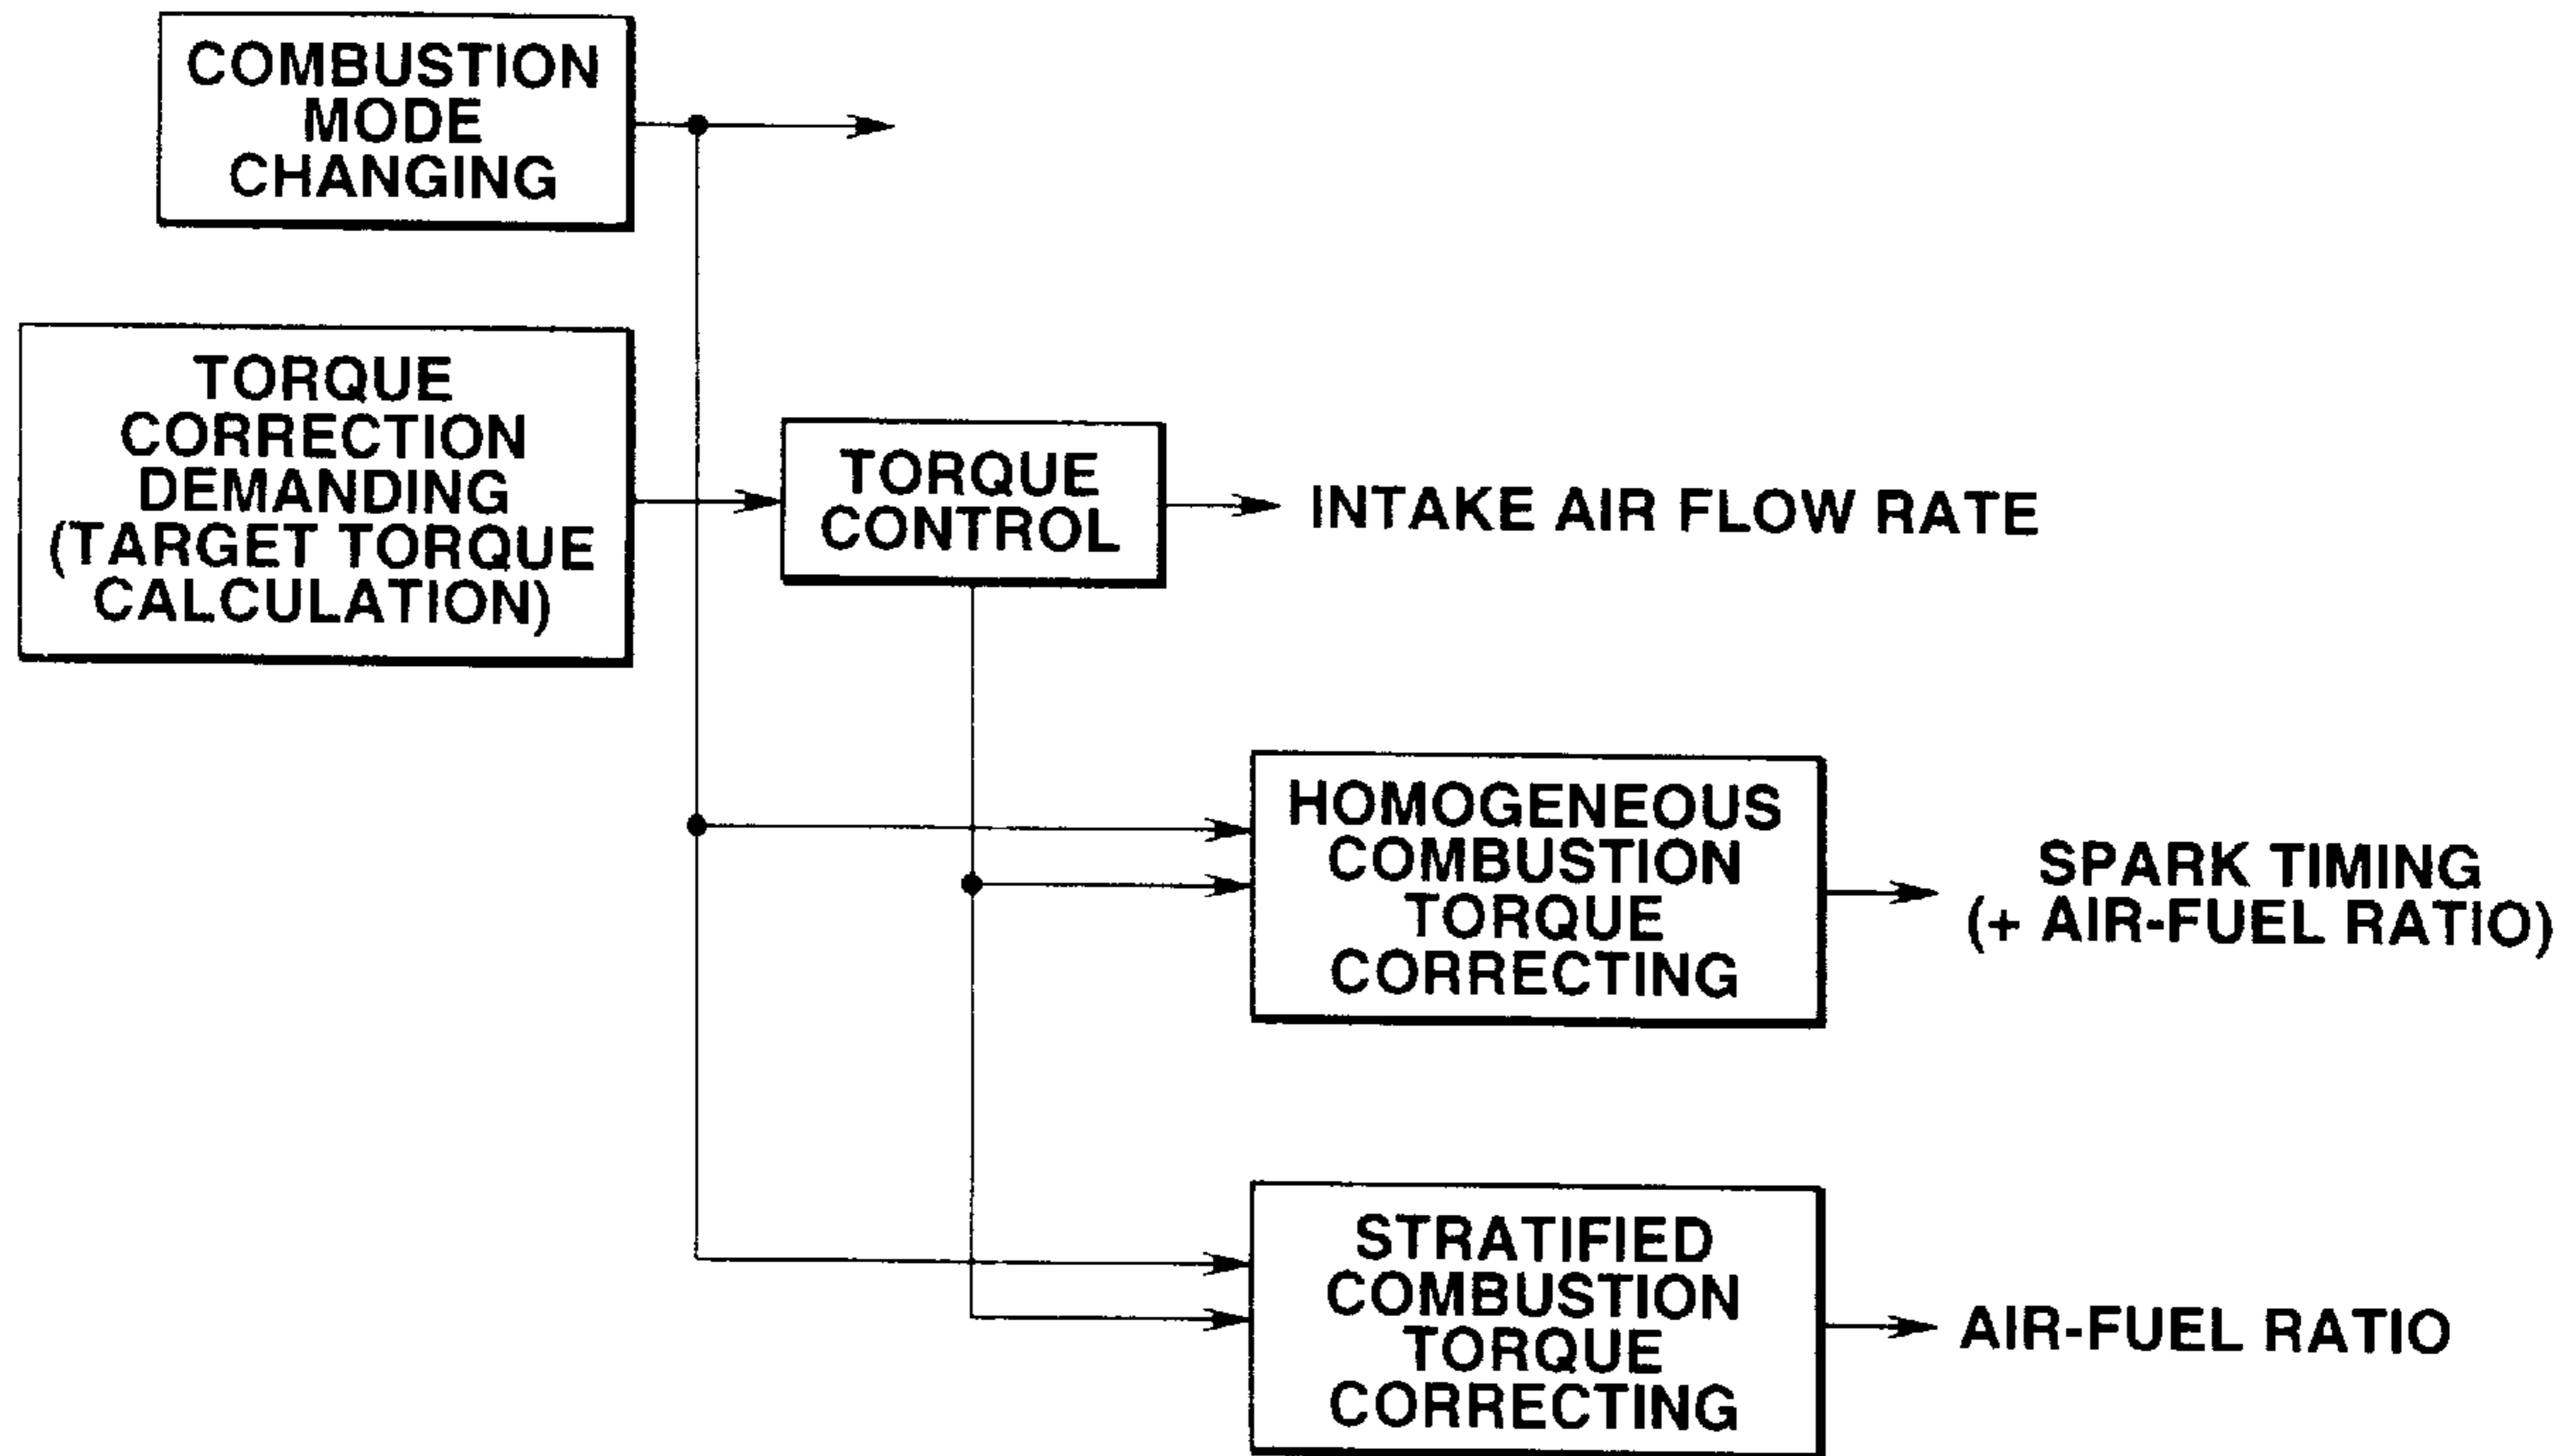 COMBUSTION
MODE
CHANGING
TORQUE
CORRECTION
DEMANDING
(TARGET TORQUE
CALCULATION)
TORQUE
CONTROL
INTAKE AIR FLOW RATE
HOMOGENEOUS
COMBUSTION
TORQUE
CORRECTING
SPARK TIMING
(+ AIR-FUEL RATIO)
STRATIFIED
COMBUSTION
TORQUE
CORRECTING
AIR-FUEL RATIO